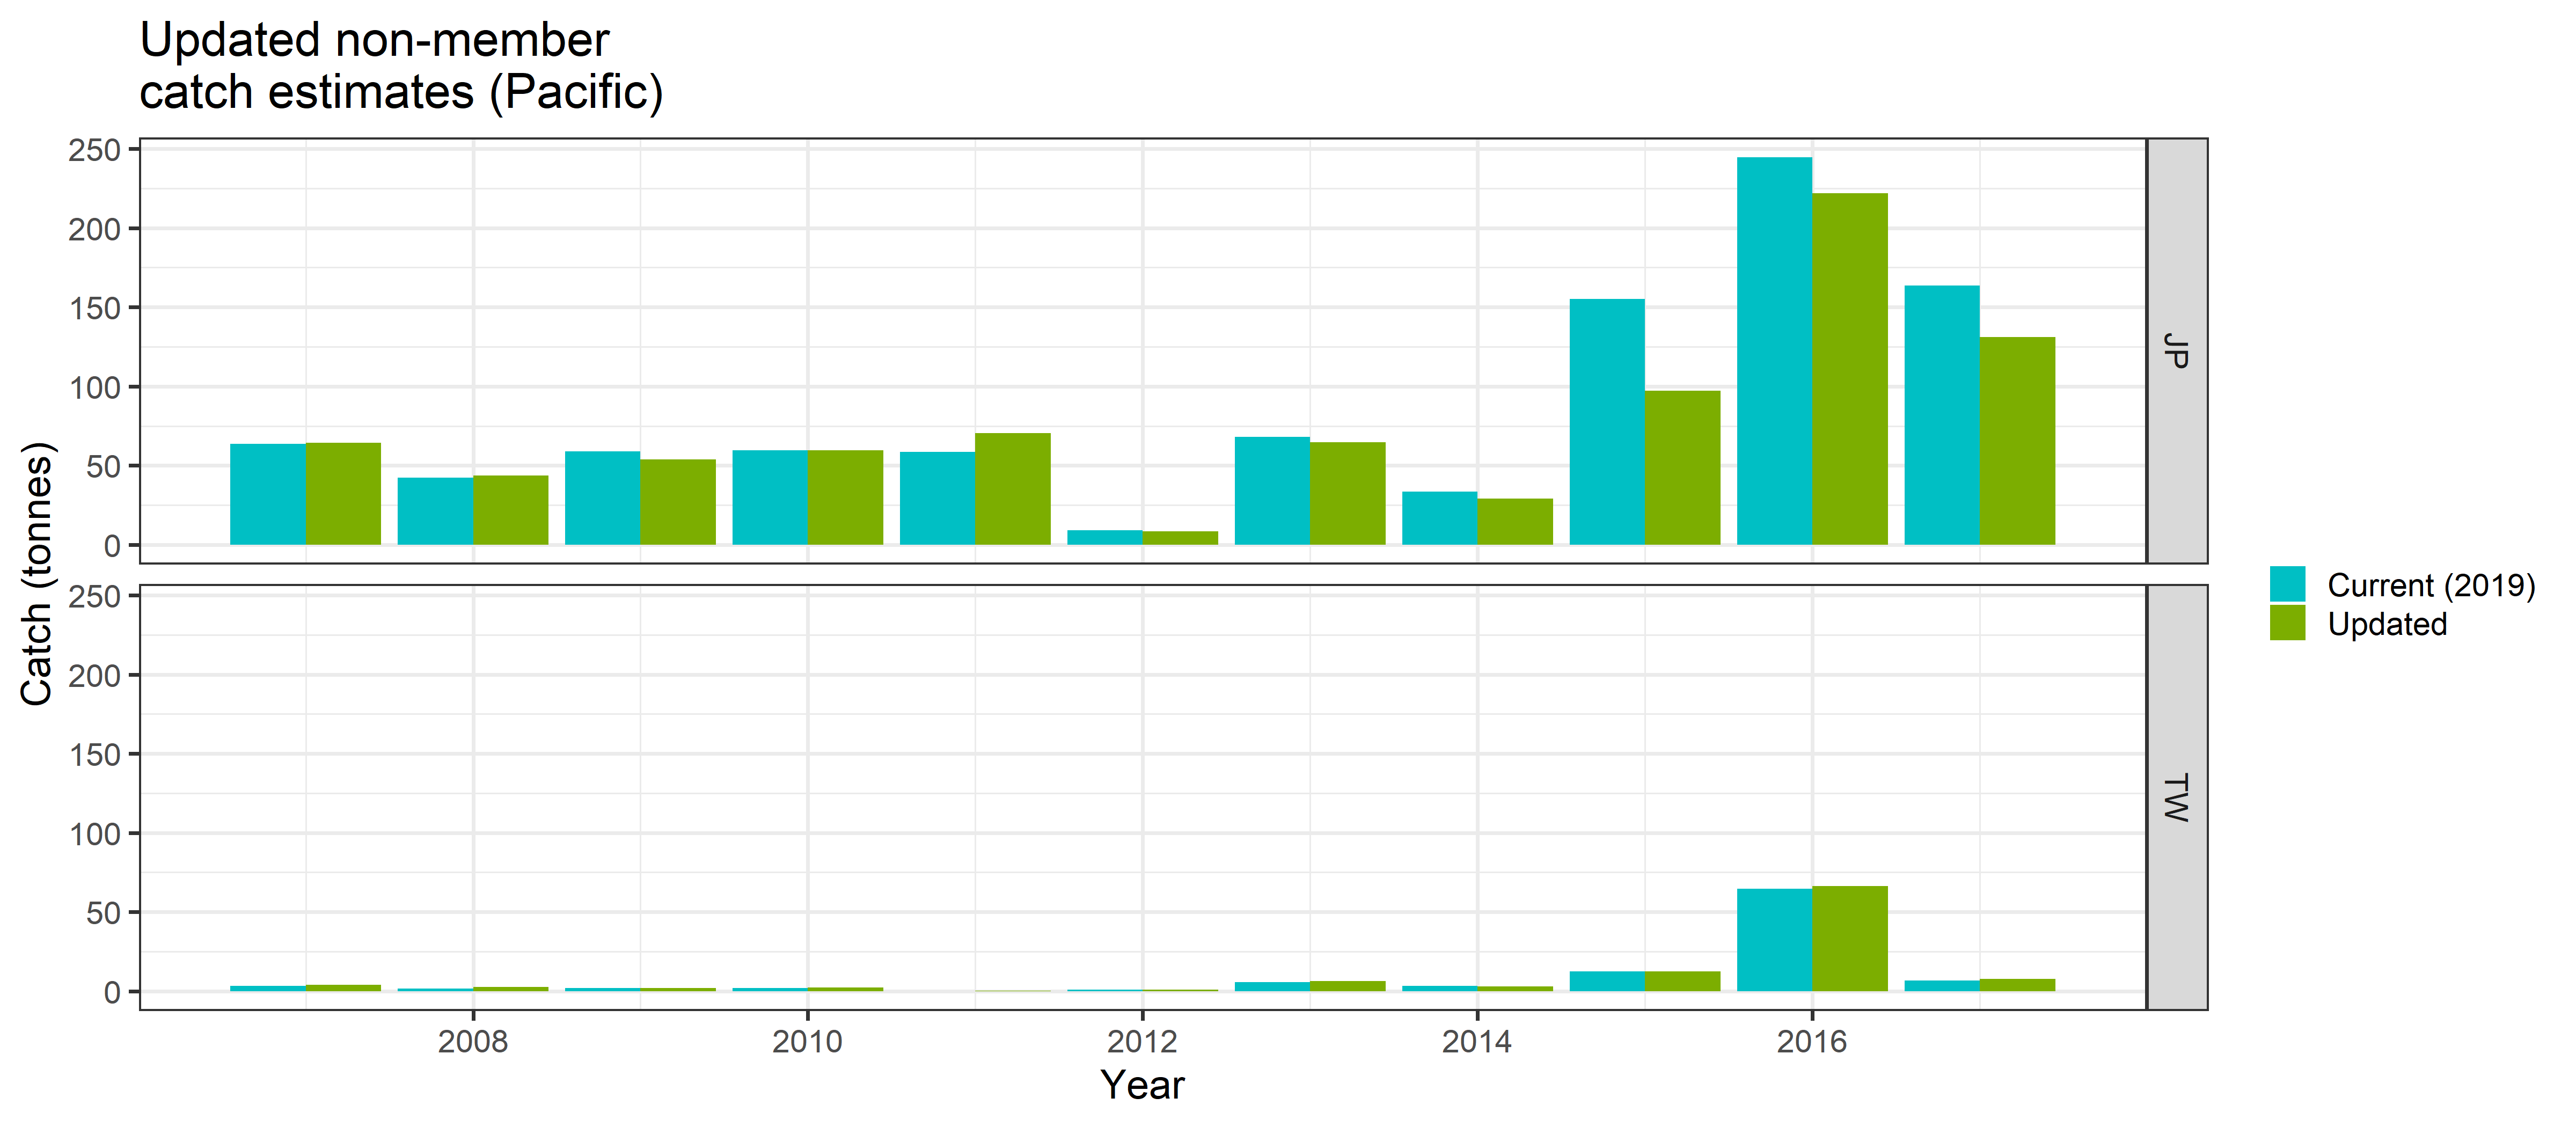 Updated non-member
catch estimates (Pacific)
Catch (tonnes)
250
200
150
100
50
0
JP
250
200
150
100
50
0
TW
2008
2010
2012
2014
2016
Year
Current (2019)
Updated